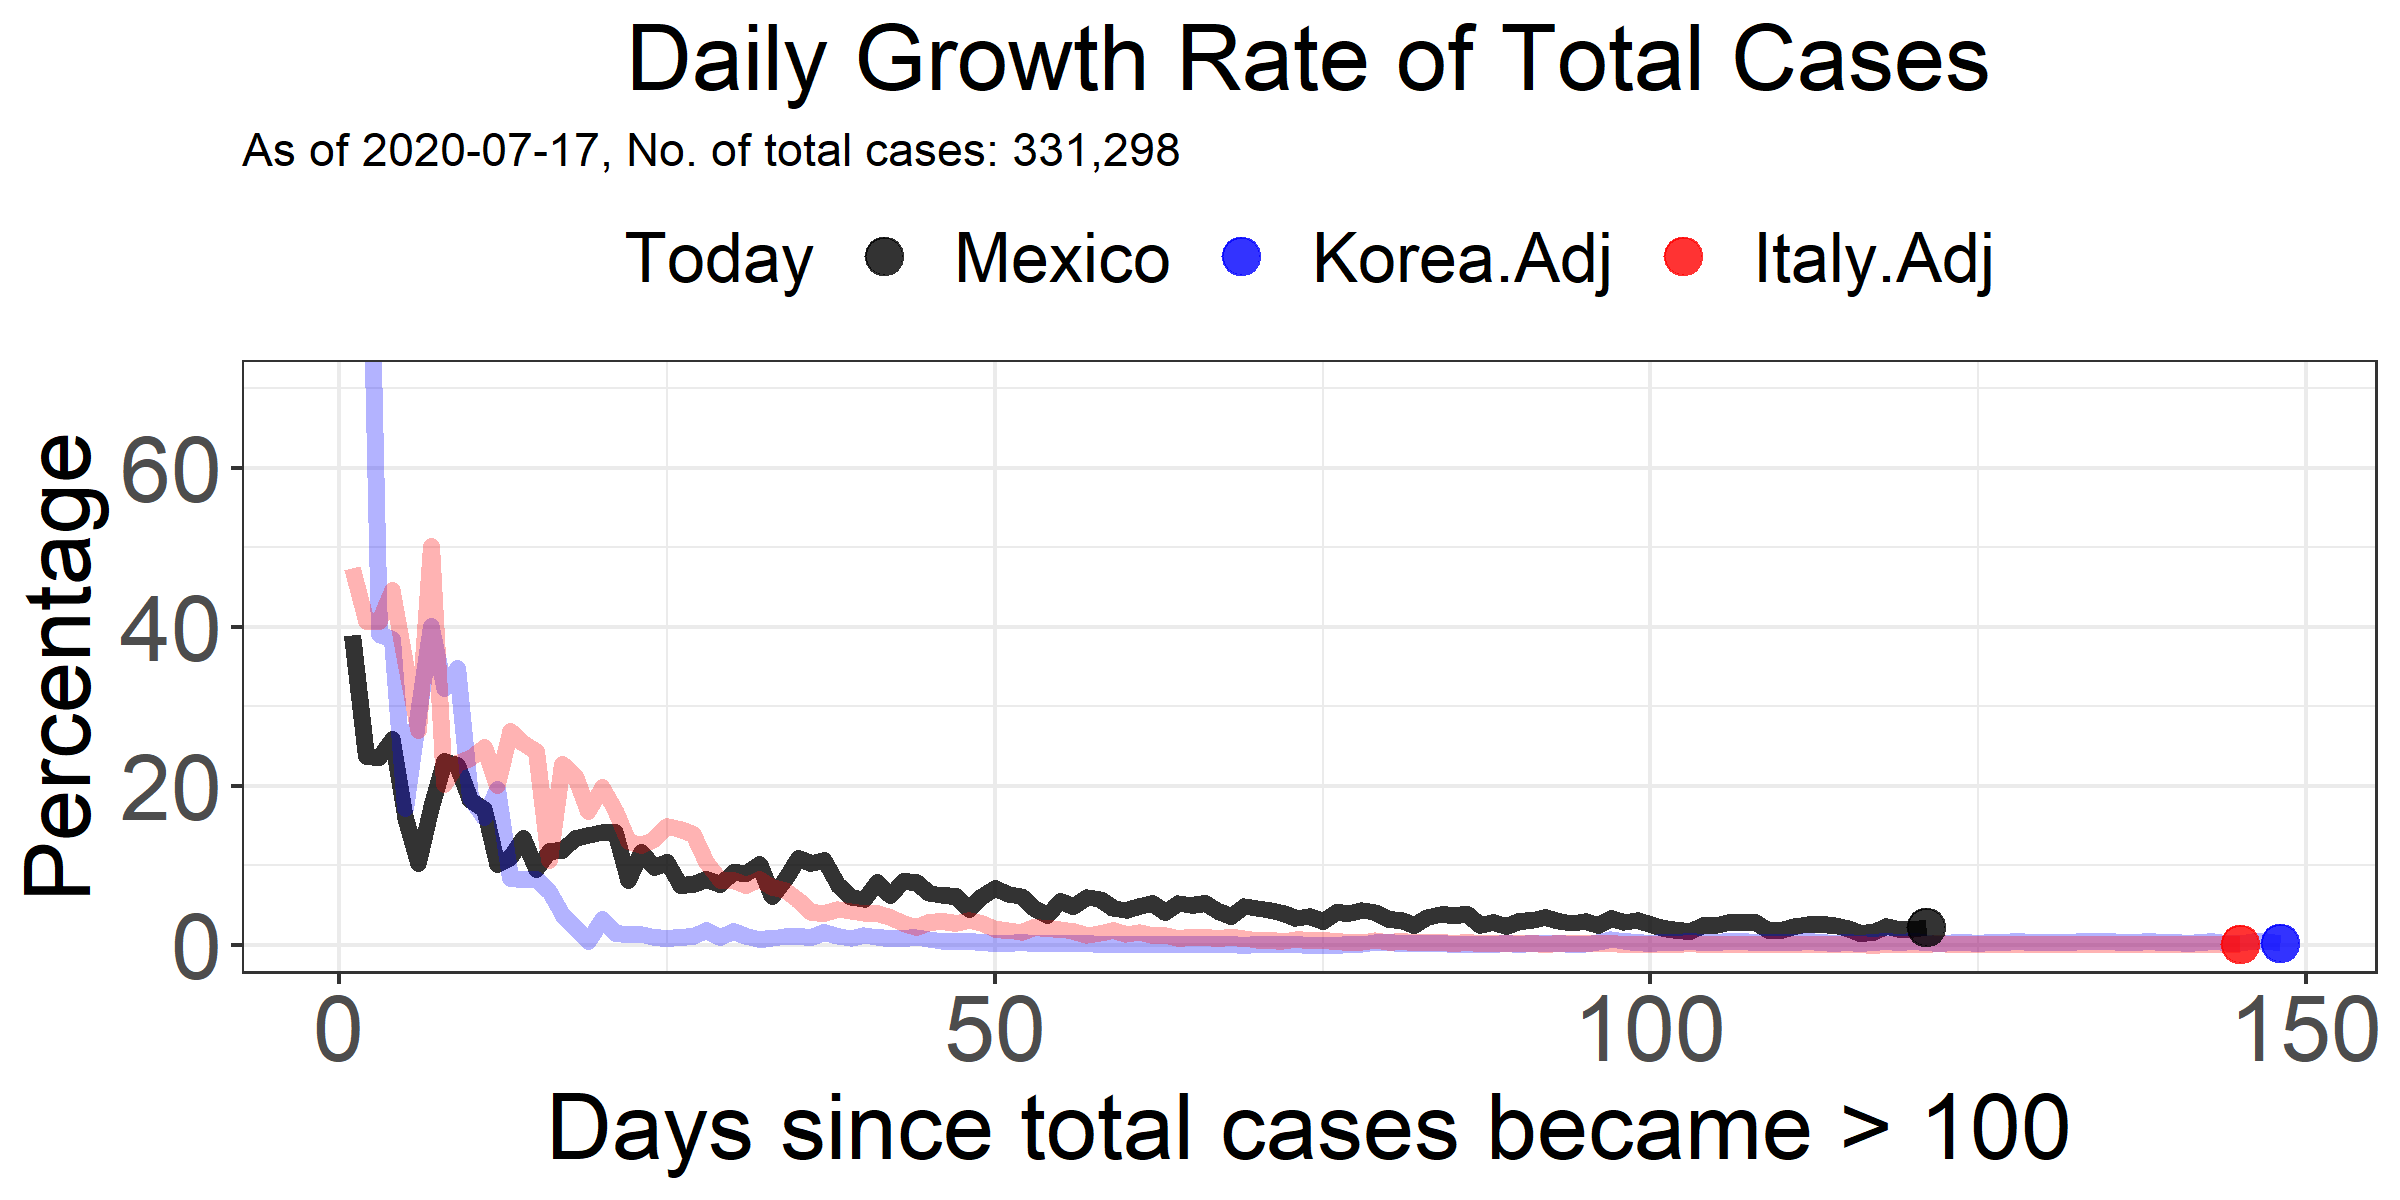 Daily Growth Rate of Total Cases
As of 2020-07-17, No. of total cases: 331,298
Today Mexico Korea.Adj Italy.Adj
Percentage
60
40
20
0
0 50 100 150
Days since total cases became > 100